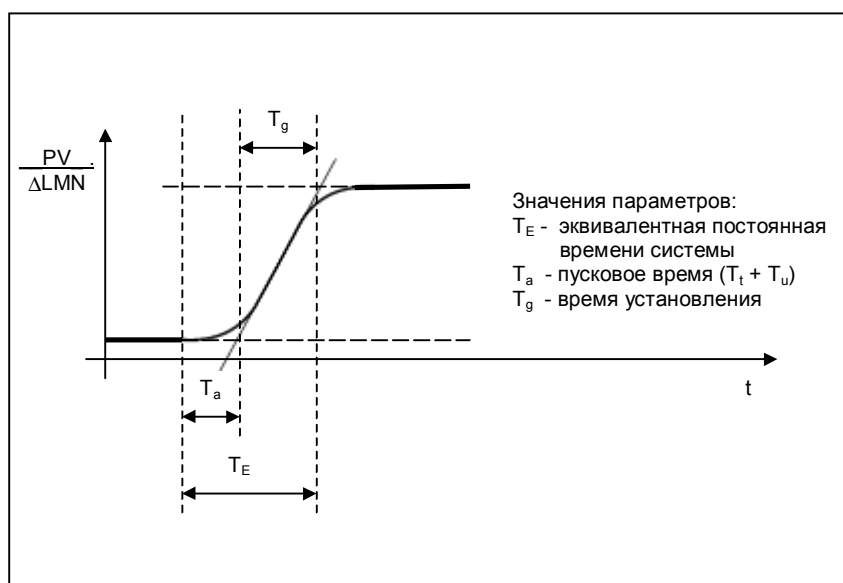 T_g
PV
ΔLMN
Значения параметров:
T_E - эквивалентная постоянная
времени системы
T_a - пусковое время (T_t + T_u)
T_g - время установления
T_a
t
T_E